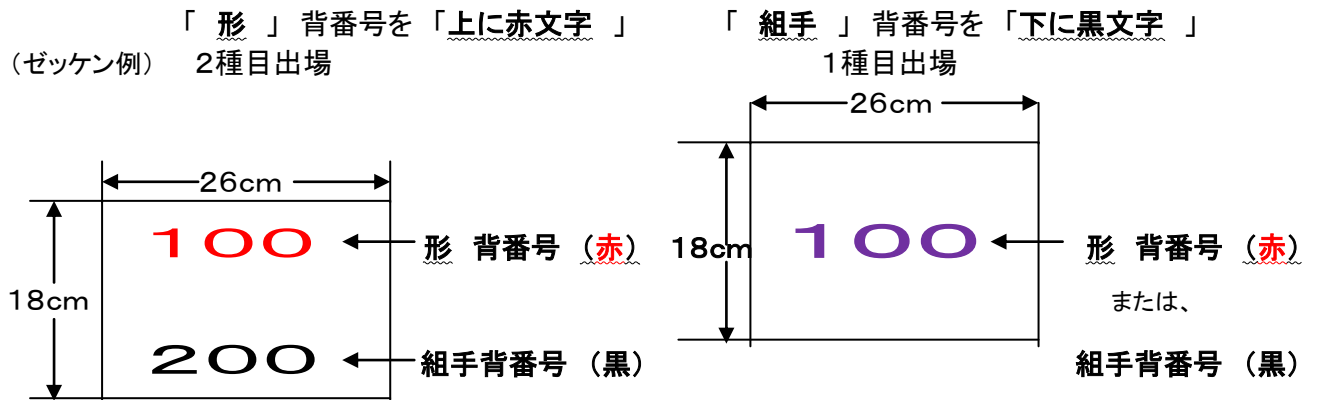 「 形 」 背番号を 「上に赤文字 」 「 組手 」 背番号を 「下に黒文字 」
(ゼッケン例) 2種目出場 1種目出場
26cm
26cm
100 形 背番号 (赤)
18cm
200 組手背番号 (黒)
18cm
100 形 背番号 (赤)
または、
組手背番号 (黒)